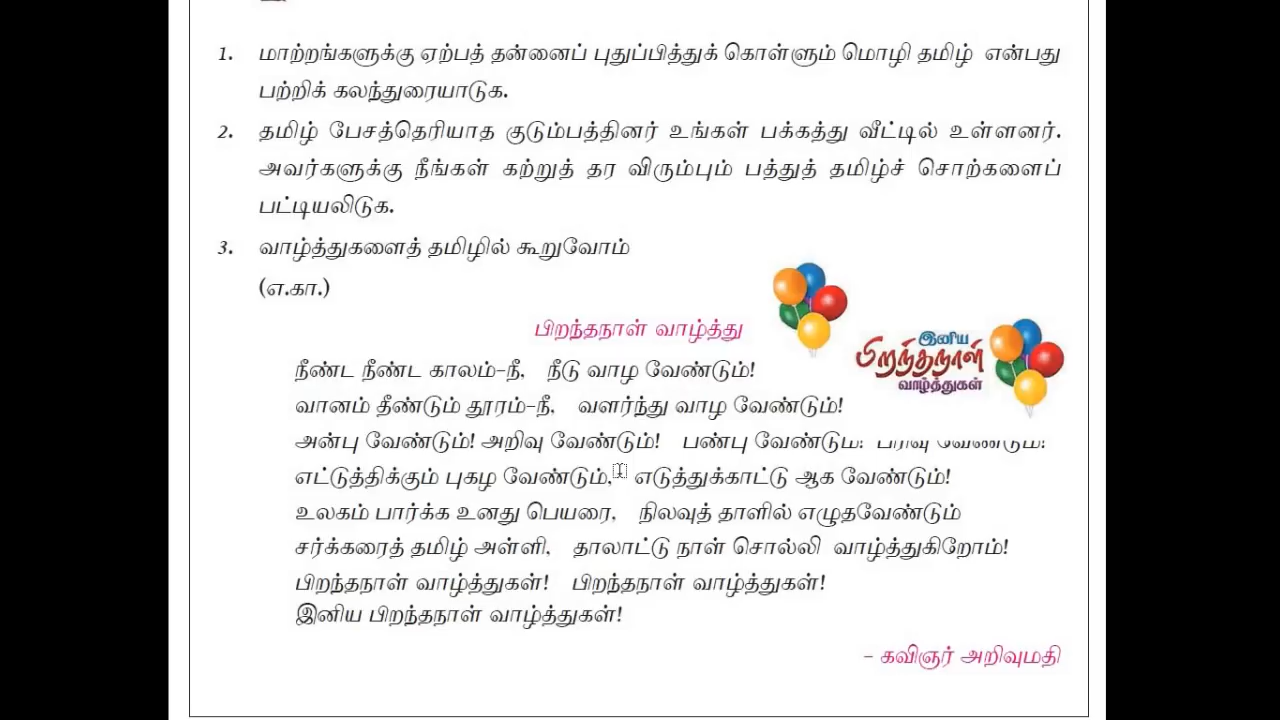 1. மாற்றங்களுக்கு ஏற்பத் தன்னைப் புதுப்பித்துக் கொள்ளும் மொழி தமிழ் என்பது
பற்றிக் கலந்துரையாடுக.
2. தமிழ் பேசத்தெரியாத குடும்பத்தினர் உங்கள் பக்கத்து வீட்டில் உள்ளனர்.
அவர்களுக்கு நீங்கள் கற்றுத் தர விரும்பும் பத்துத் தமிழ்ச் சொற்களைப்
பட்டியலிடுக.
3. வாழ்த்துகளைத் தமிழில் கூறுவோம்
(எ.கா.)
பிறந்தநாள் வாழ்த்து
இனிய
பிறந்தநாள்
வாழ்த்துகள்
நீண்ட நீண்ட காலம்-நீ, நீடு வாழ வேண்டும்!
வானம் தீண்டும் தூரம்-நீ, வளர்ந்து வாழ வேண்டும்!
அன்பு வேண்டும்! அறிவு வேண்டும்! பண்பு வேண்டும்! பரிவு வேண்டும்!
எட்டுத்திக்கும் புகழ வேண்டும், எடுத்துக்காட்டு ஆக வேண்டும்!
உலகம் பார்க்க உனது பெயரை, நிலவுத் தாளில் எழுதவேண்டும்
சர்க்கரைத் தமிழ் அள்ளி, தாலாட்டு நாள் சொல்லி வாழ்த்துகிறோம்!
பிறந்தநாள் வாழ்த்துகள்! பிறந்தநாள் வாழ்த்துகள்!
இனிய பிறந்தநாள் வாழ்த்துகள்!
- கவிஞர் அறிவுமதி